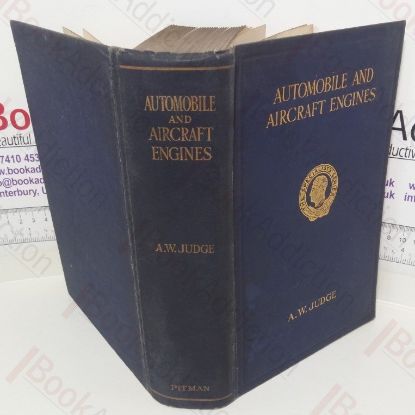 AUTOMOBILE
AND
AIRCRAFT
ENGINES
A.W. JUDGE
PITMAN
AUTOMOBILE AND
AIRCRAFT ENGINES
A.W. JUDGE